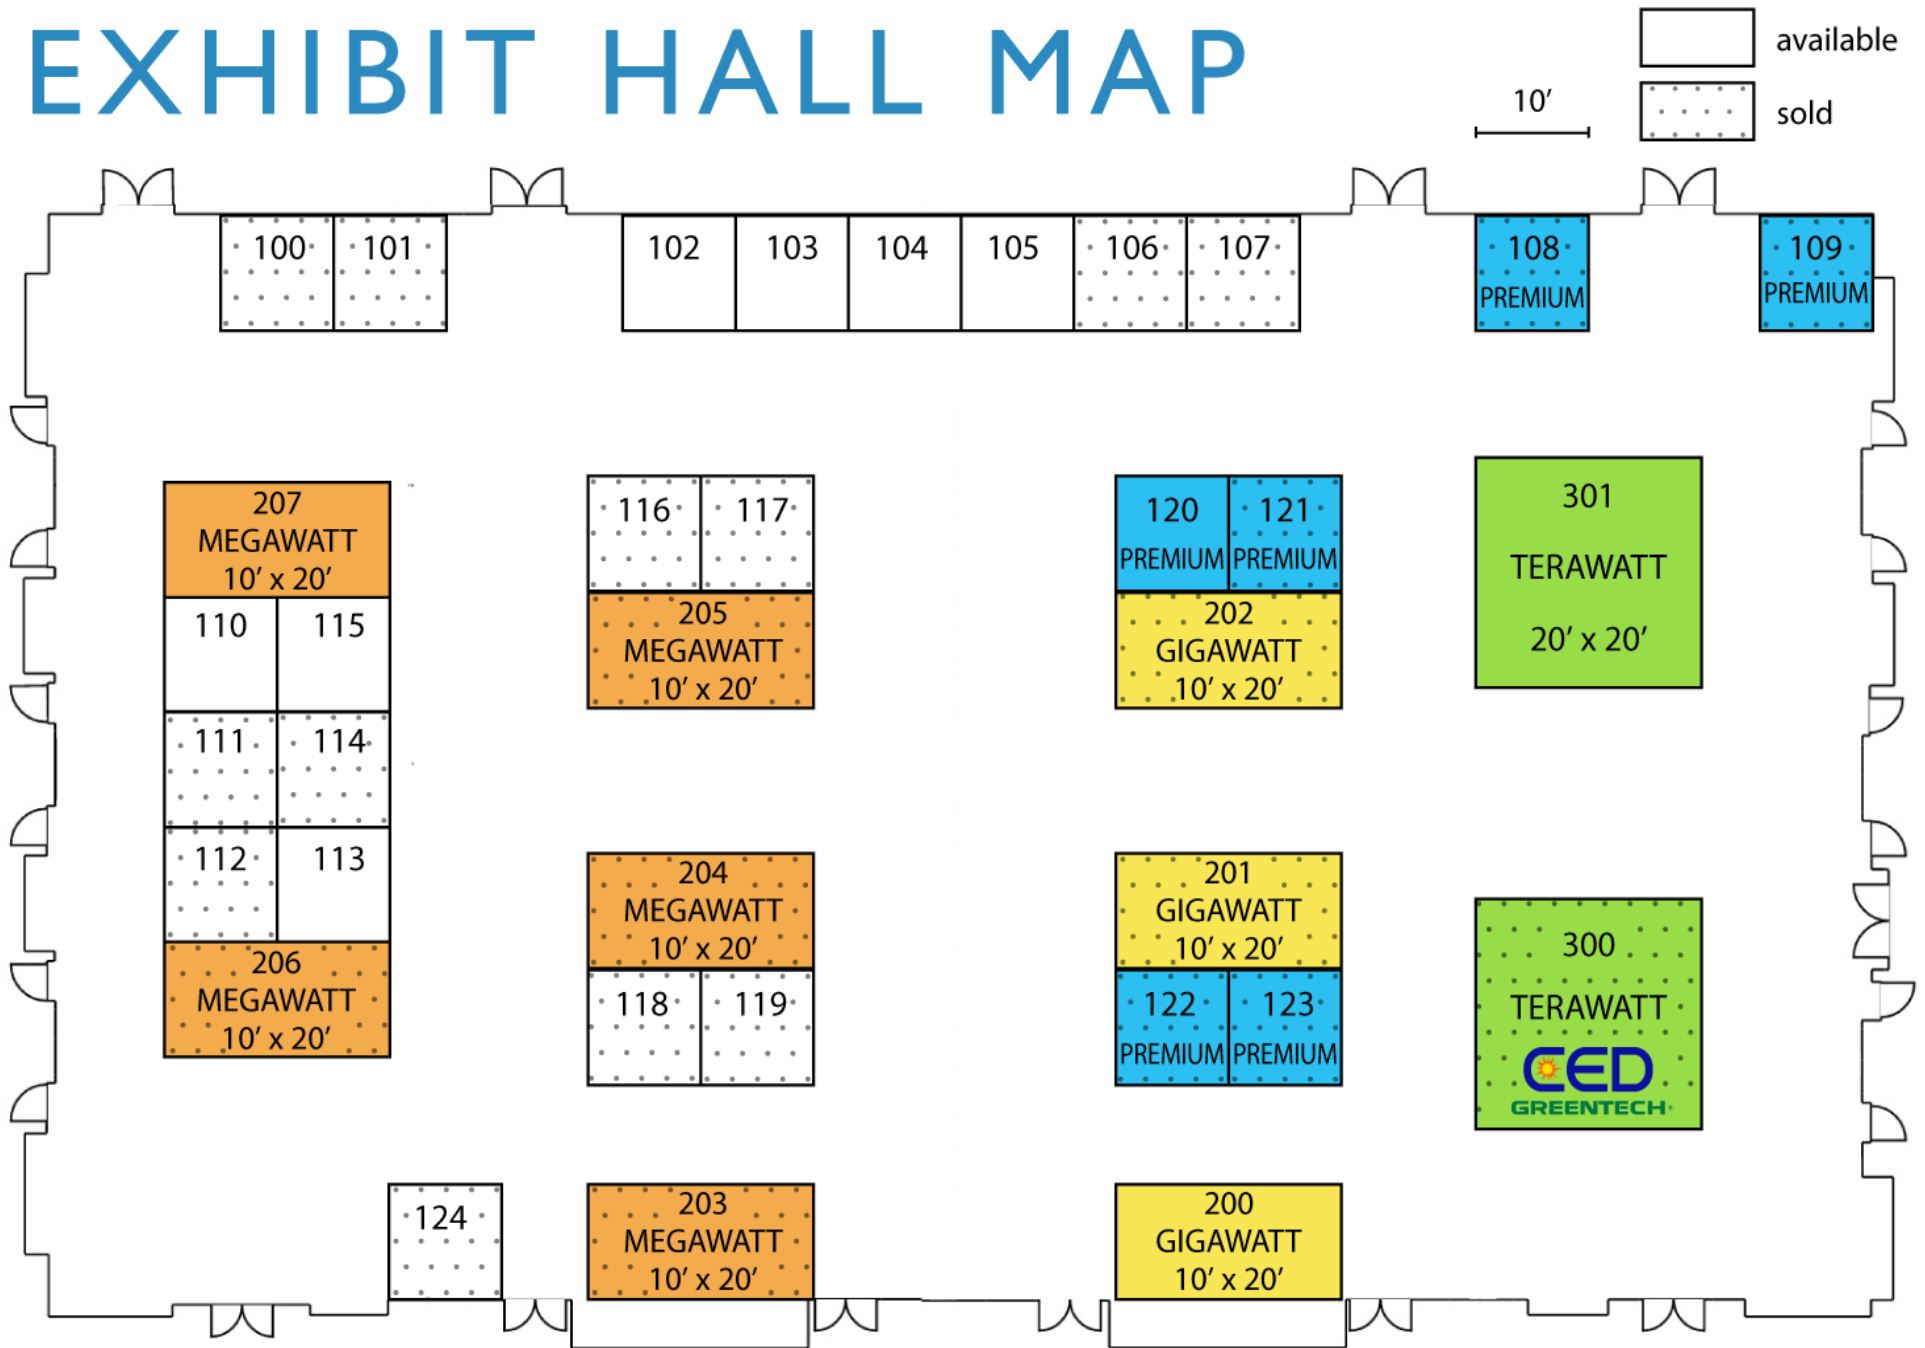 EXHIBIT HALL MAP
available
10’
sold
100
101
102
103
104
105
106
107
108
PREMIUM
109
PREMIUM
207
MEGAWATT
10’ x 20’
110
115
111
114
112
113
206
MEGAWATT
10’ x 20’
116
117
205
MEGAWATT
10’ x 20’
204
MEGAWATT
10’ x 20’
118
119
120
PREMIUM
121
PREMIUM
202
GIGAWATT
10’ x 20’
201
GIGAWATT
10’ x 20’
122
PREMIUM
123
PREMIUM
301
TERAWATT
20’ x 20’
300
TERAWATT
CED
GREENTECH
124
203
MEGAWATT
10’ x 20’
200
GIGAWATT
10’ x 20’